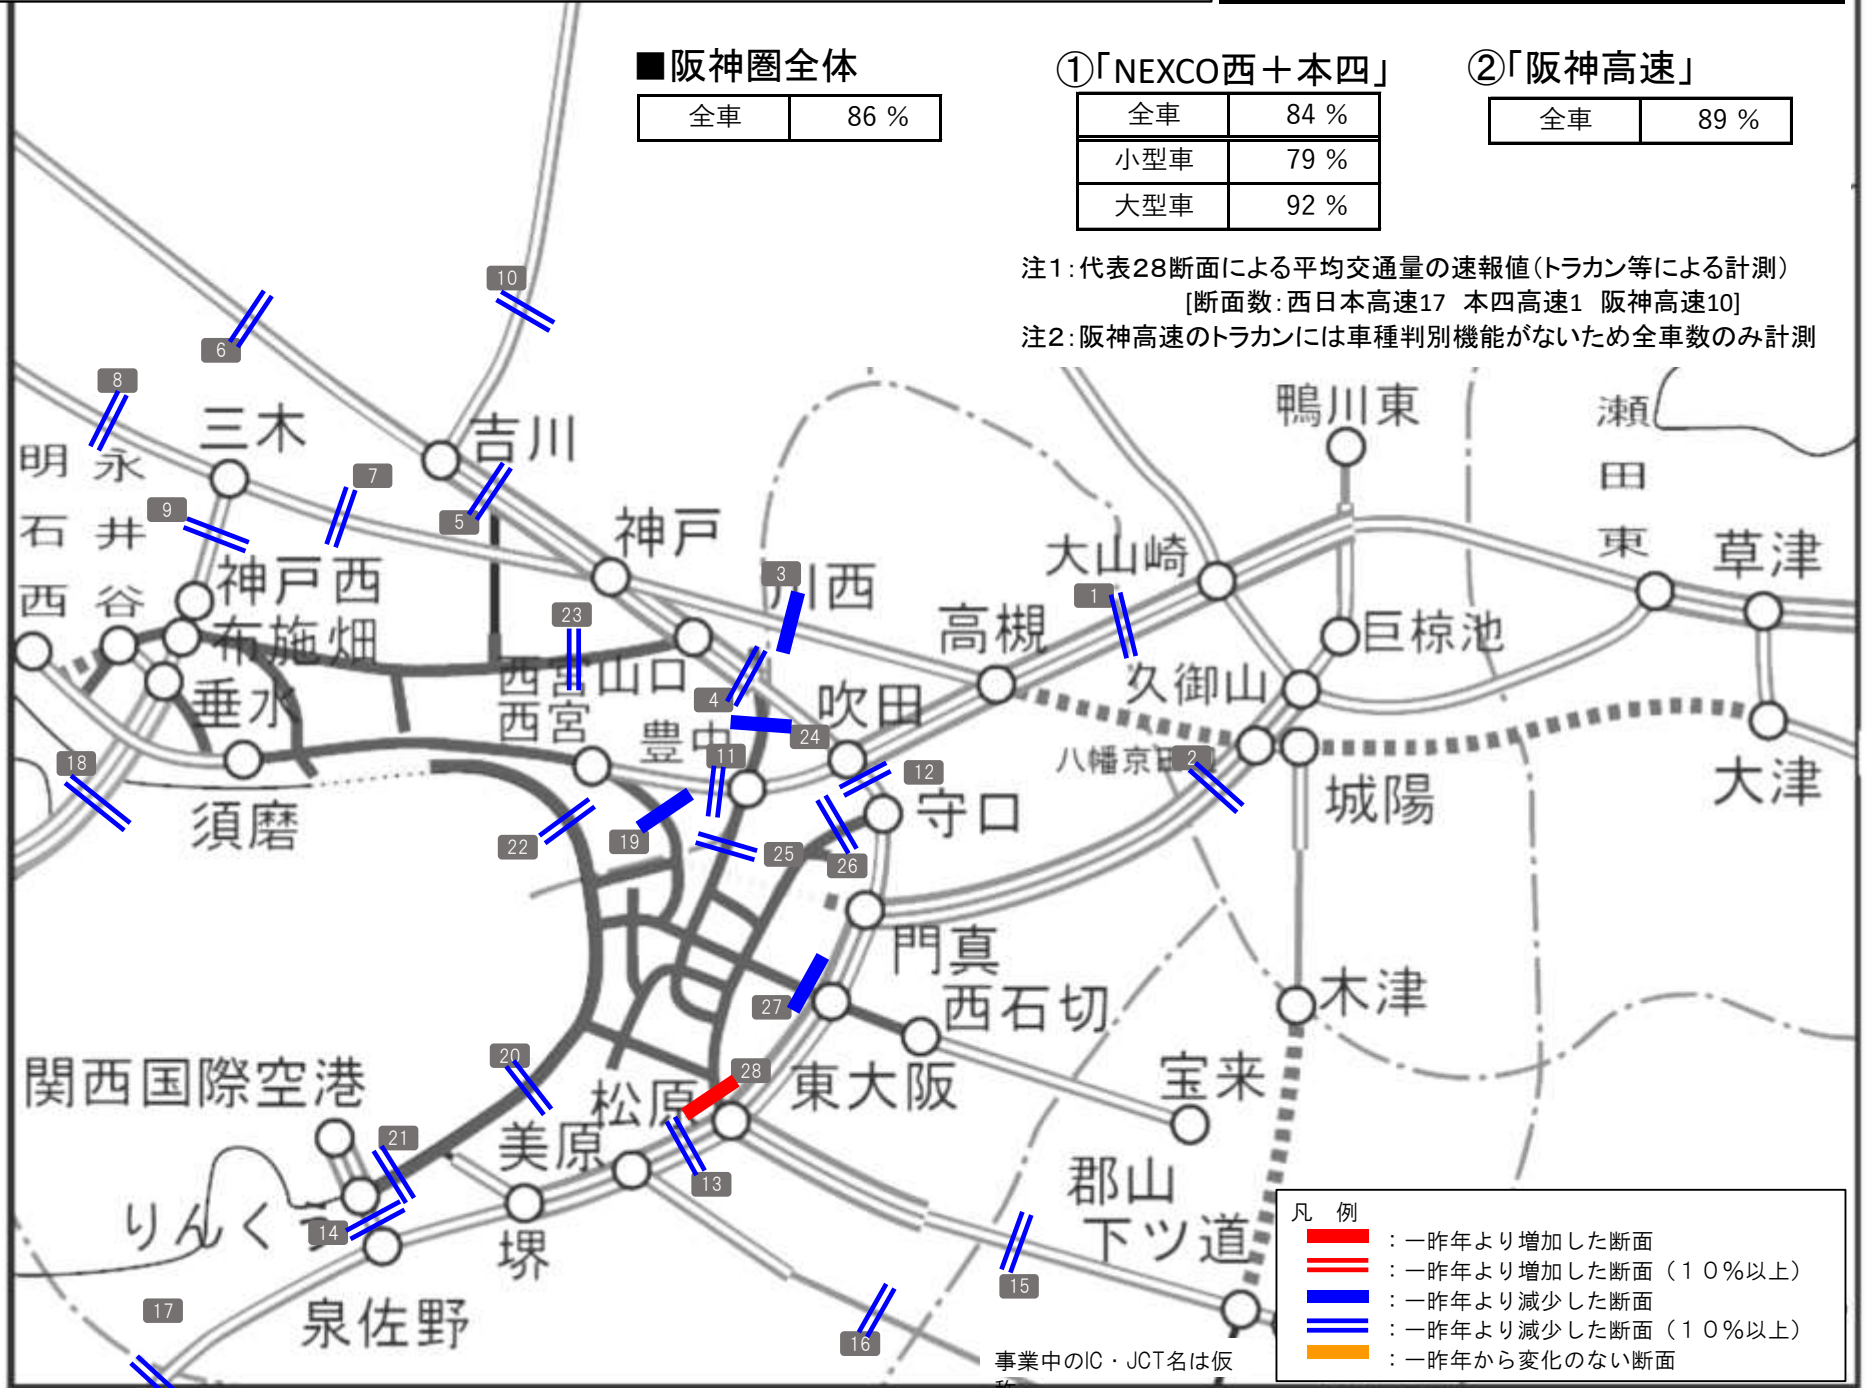 ■阪神圏全体
全車 86 %
①「NEXCO西＋本四」
全車 84 %
小型車 79 %
大型車 92 %
②「阪神高速」
全車 89 %
注1：代表28断面による平均交通量の速報値（トラカン等による計測）
[断面数：西日本高速17 本四高速1 阪神高速10]
注2：阪神高速のトラカンには車種判別機能がないため全車数のみ計測
10
6
8
三木
吉川
鴨川東
瀬田東
明石西
永井谷
7
9
5
神戸
神戸西
布施畑
3
川西
大山崎
1
草津
23
高槻
巨椋池
西宮山口
4
久御山
吹田
垂水
西宮
豊中
24
11
12
八幡京田辺
2
18
大津
須磨
守口
城陽
22
19
25
26
門真
木津
27
西石切
20
28
関西国際空港
松原
東大阪
宝来
21
美原
13
郡山
下ツ道
りんくう
14
堺
15
17
泉佐野
16
事業中のIC・JCT名は仮
称
凡 例
：一昨年より増加した断面
：一昨年より増加した断面（１０％以上）
：一昨年より減少した断面
：一昨年より減少した断面（１０％以上）
：一昨年から変化のない断面